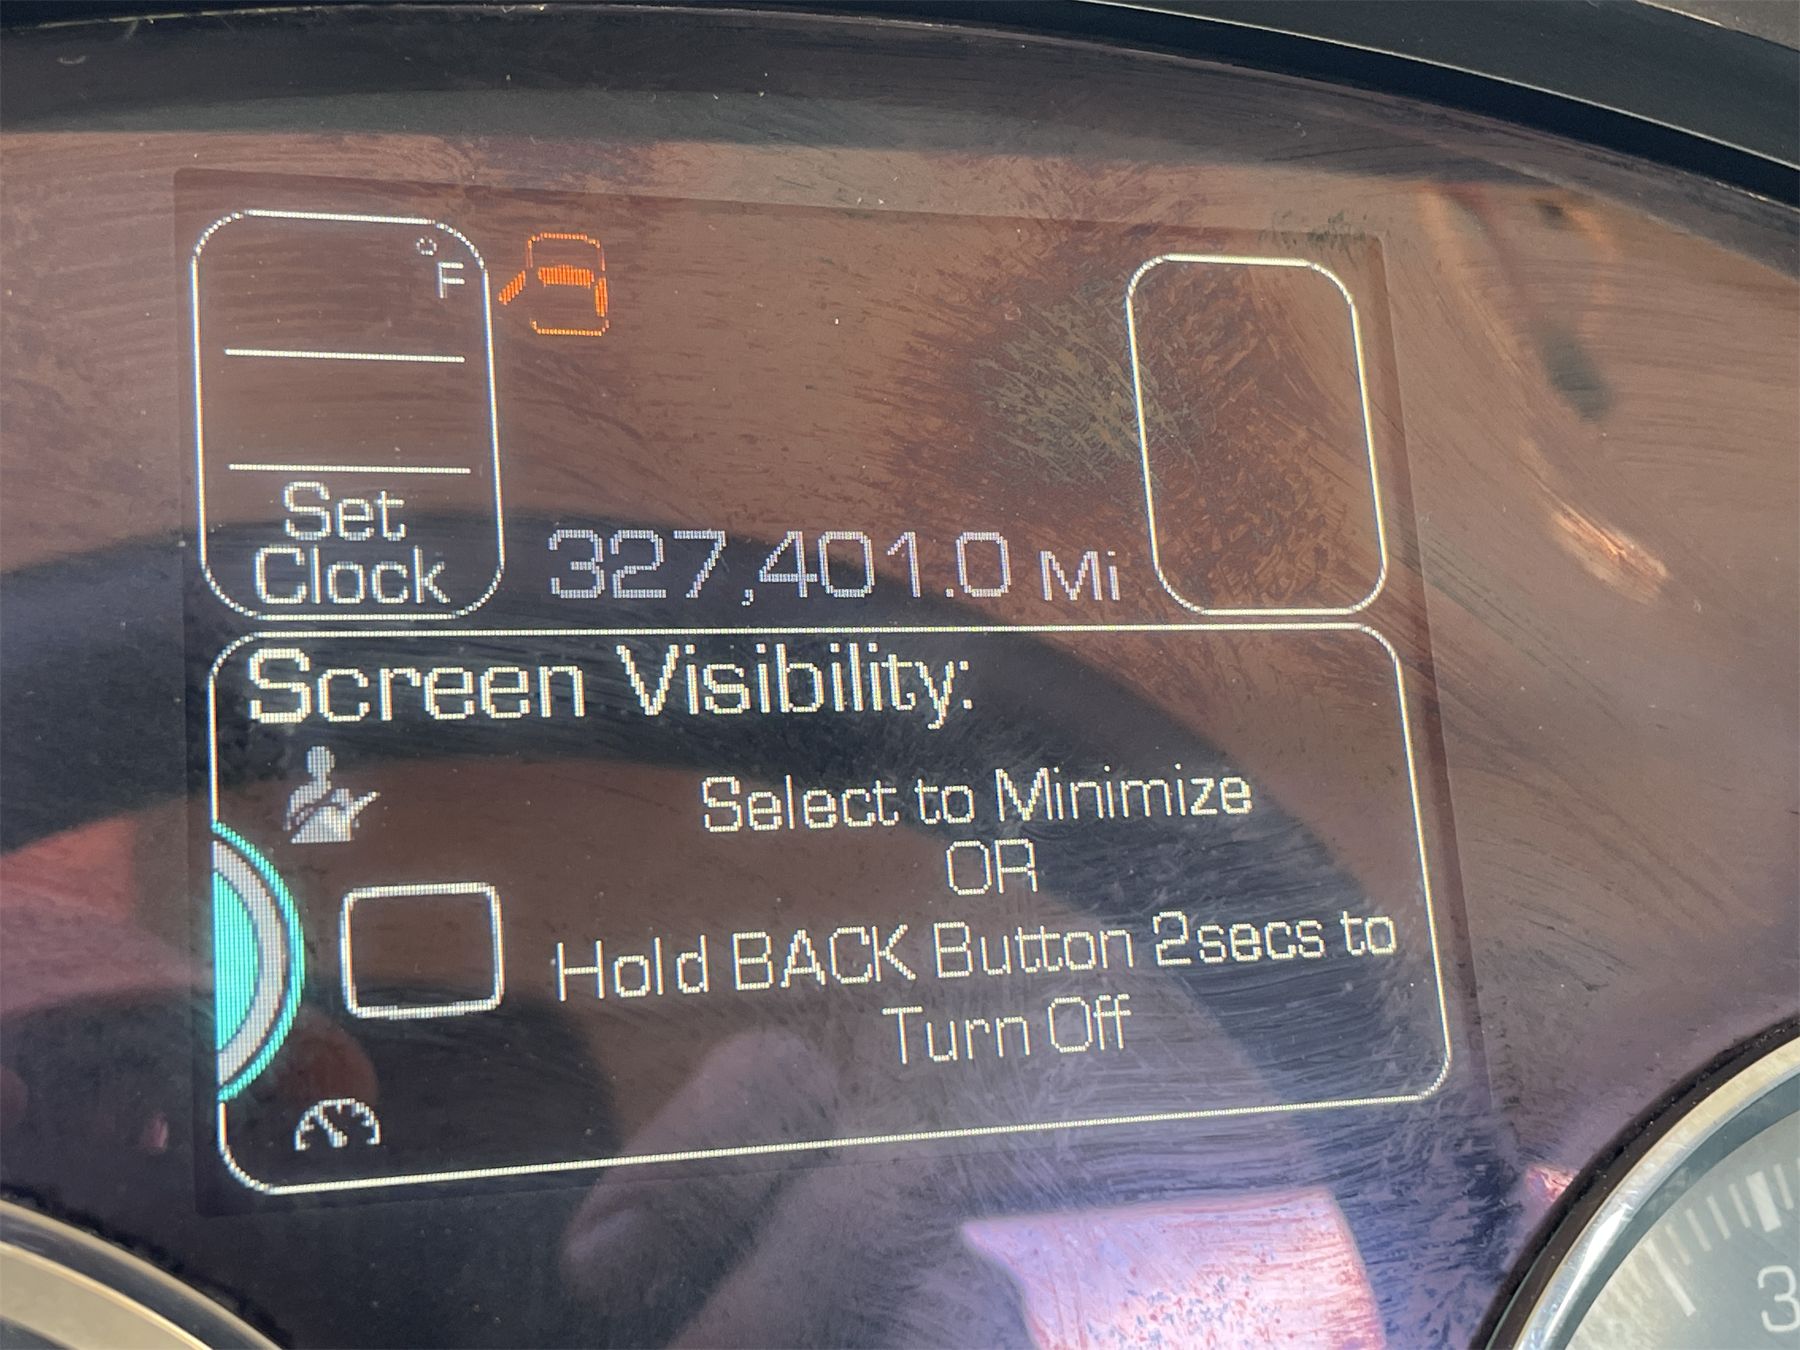 °F
Set
Clock
327,401.0 Mi
Screen Visibility:
Select to Minimize
OR
Hold BACK Button 2secs to
Turn Off
3